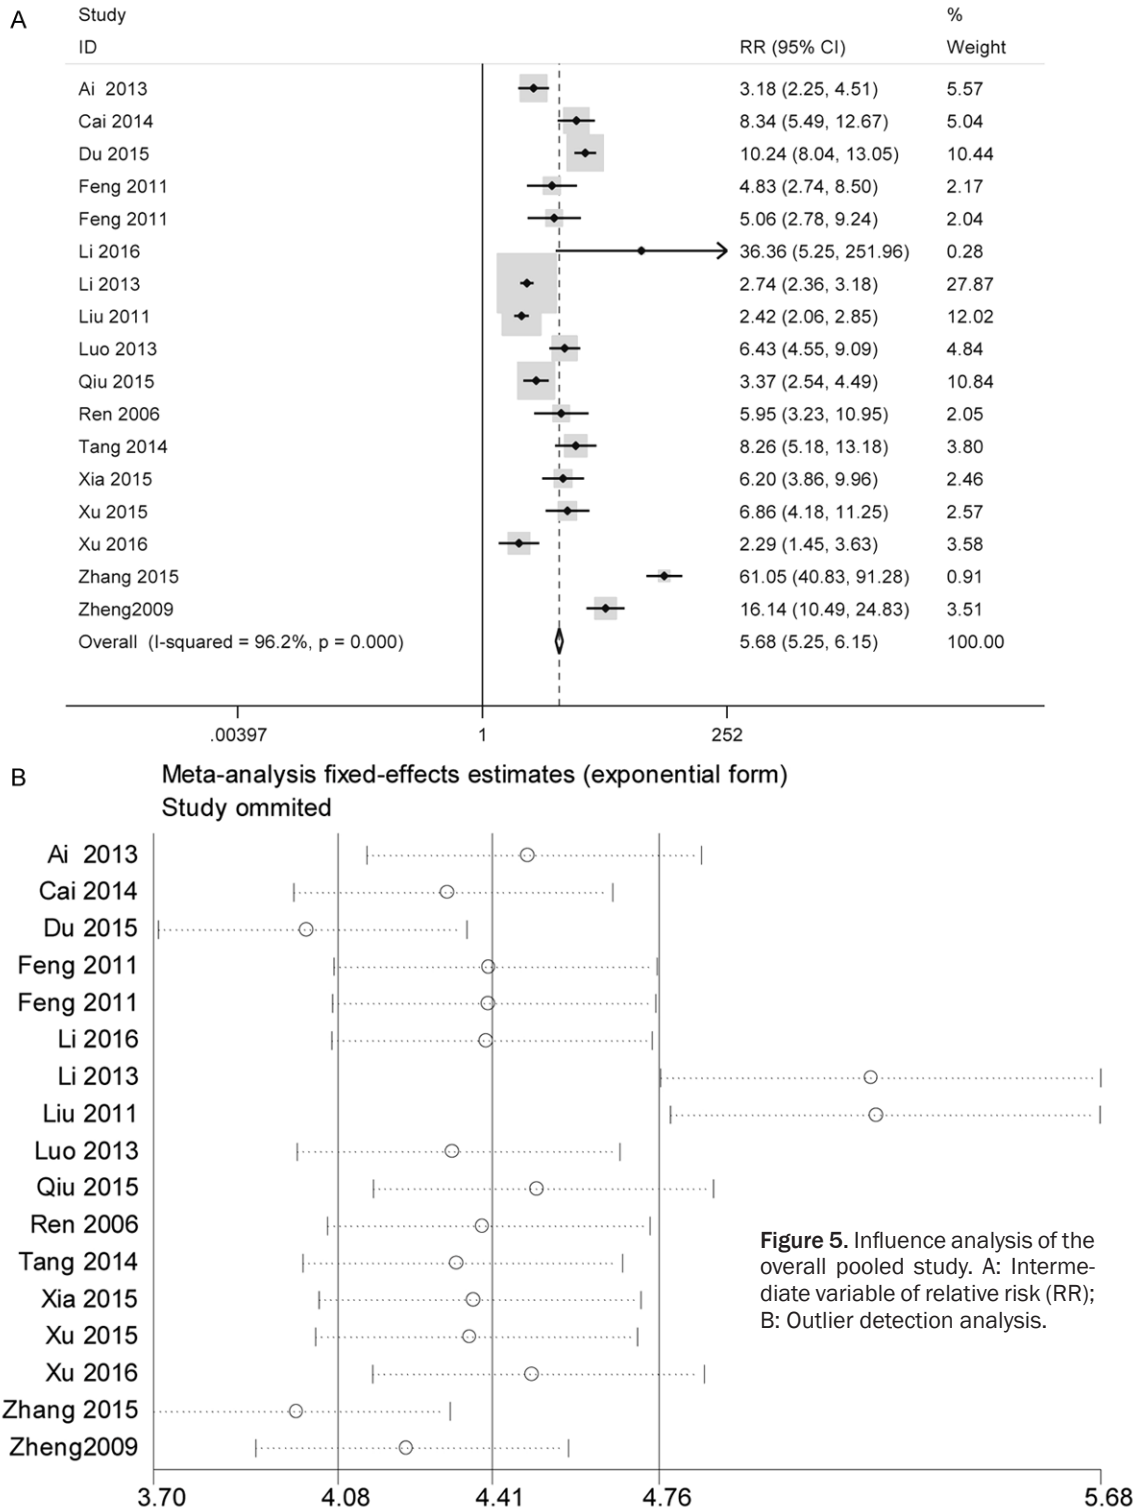 A
Study %
ID RR (95% CI) Weight
Ai 2013 3.18 (2.25, 4.51) 5.57
Cai 2014 8.34 (5.49, 12.67) 5.04
Du 2015 10.24 (8.04, 13.05) 10.44
Feng 2011 4.83 (2.74, 8.50) 2.17
Feng 2011 5.06 (2.78, 9.24) 2.04
Li 2016 36.36 (5.25, 251.96) 0.28
Li 2013 2.74 (2.36, 3.18) 27.87
Liu 2011 2.42 (2.06, 2.85) 12.02
Luo 2013 6.43 (4.55, 9.09) 4.84
Qiu 2015 3.37 (2.54, 4.49) 10.84
Ren 2006 5.95 (3.23, 10.95) 2.05
Tang 2014 8.26 (5.18, 13.18) 3.80
Xia 2015 6.20 (3.86, 9.96) 2.46
Xu 2015 6.86 (4.18, 11.25) 2.57
Xu 2016 2.29 (1.45, 3.63) 3.58
Zhang 2015 61.05 (40.83, 91.28) 0.91
Zheng2009 16.14 (10.49, 24.83) 3.51
Overall (I-squared = 96.2%, p = 0.000) 5.68 (5.25, 6.15) 100.00
.00397 1 252
B
Meta-analysis fixed-effects estimates (exponential form)
Study ommited
Ai 2013
Cai 2014
Du 2015
Feng 2011
Feng 2011
Li 2016
Li 2013
Liu 2011
Luo 2013
Qiu 2015
Ren 2006
Tang 2014
Xia 2015
Xu 2015
Xu 2016
Zhang 2015
Zheng2009
3.70 4.08 4.41 4.76 5.68
Figure 5. Influence analysis of the
overall pooled study. A: Interme-
diate variable of relative risk (RR);
B: Outlier detection analysis.